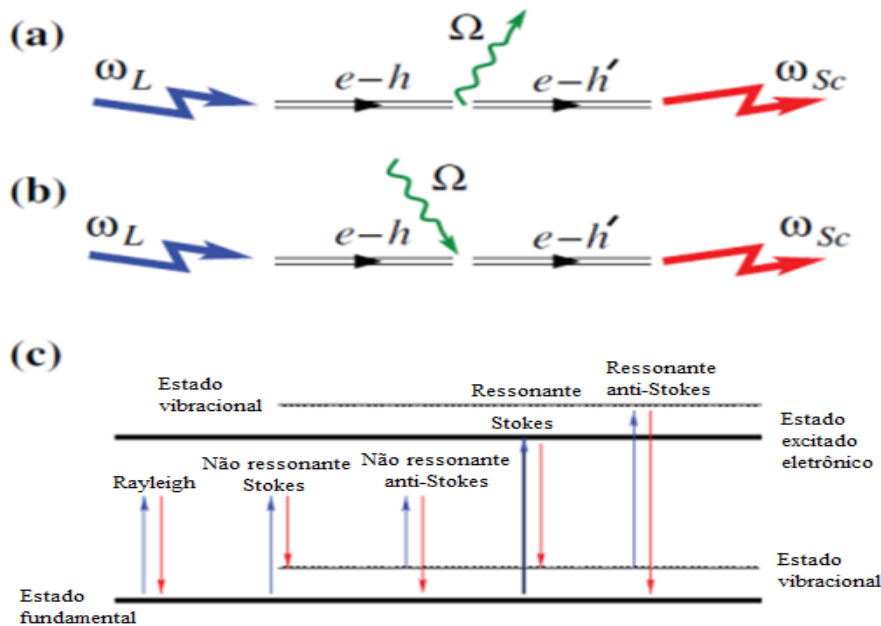 (a)
Ω
ω_L e–h e–h′ ω_Sc
(b)
Ω
ω_L e–h e–h′ ω_Sc
(c)
Estado
vibracional
Ressonante
Stokes
Ressonante
anti-Stokes
Estado
excitado
eletrônico
Rayleigh
Não ressonante
Stokes
Não ressonante
anti-Stokes
Estado
vibracional
Estado
fundamental